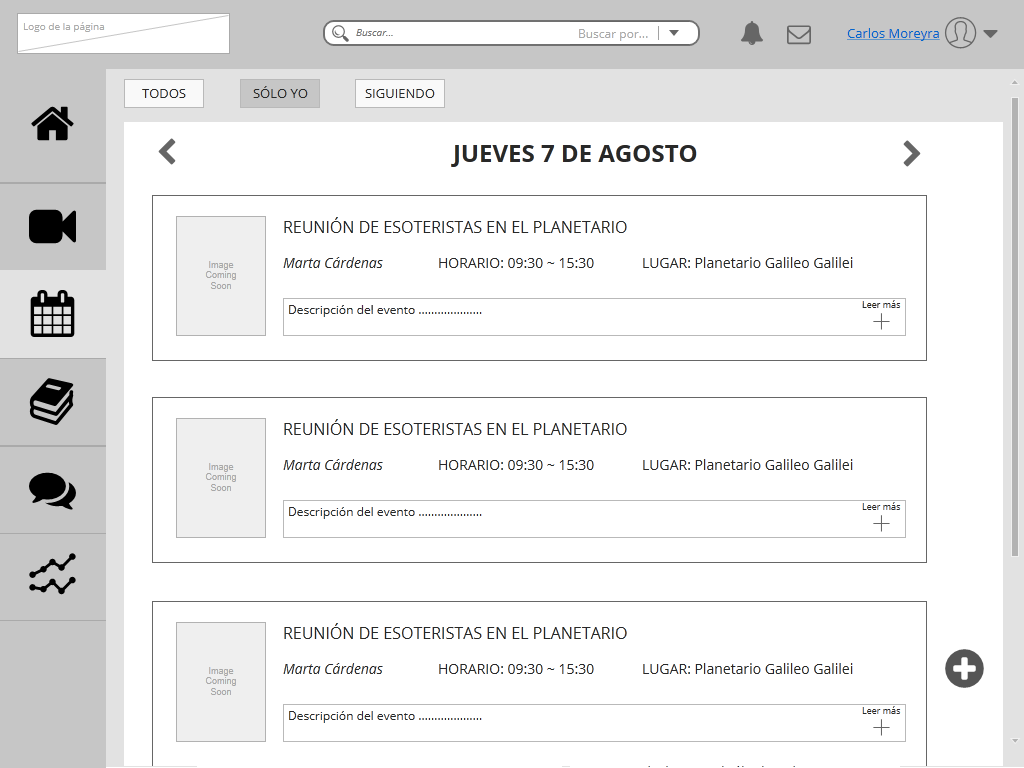 Logo de la página
Buscar...
Buscar por...
Carlos Moreyra
TODOS
SÓLO YO
SIGUIENDO
JUEVES 7 DE AGOSTO
Image
Coming
Soon
REUNIÓN DE ESOTERISTAS EN EL PLANETARIO
Marta Cárdenas
HORARIO: 09:30 ~ 15:30
LUGAR: Planetario Galileo Galilei
Descripción del evento ....................
Leer más
Image
Coming
Soon
REUNIÓN DE ESOTERISTAS EN EL PLANETARIO
Marta Cárdenas
HORARIO: 09:30 ~ 15:30
LUGAR: Planetario Galileo Galilei
Descripción del evento ....................
Leer más
Image
Coming
Soon
REUNIÓN DE ESOTERISTAS EN EL PLANETARIO
Marta Cárdenas
HORARIO: 09:30 ~ 15:30
LUGAR: Planetario Galileo Galilei
Descripción del evento ....................
Leer más